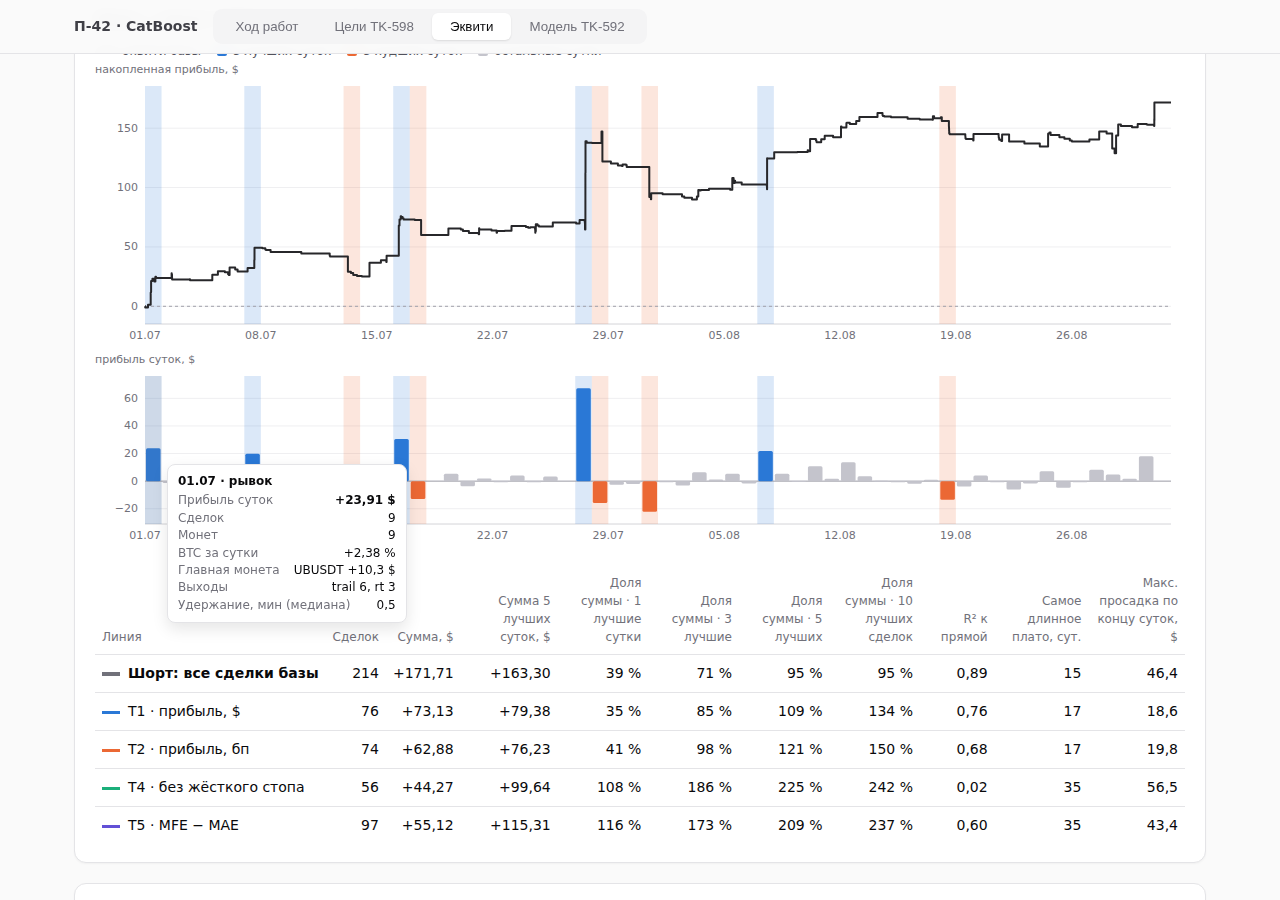 П-42 · CatBoost
Ход работ
Цели ТК-598
Эквити
Модель ТК-592
накопленная прибыль, $
150
100
50
0
01.07
08.07
15.07
22.07
29.07
05.08
12.08
19.08
26.08
прибыль суток, $
60
40
20
0
−20
01.07
22.07
29.07
05.08
12.08
19.08
26.08
01.07 · рывок
Прибыль суток +23,91 $
Сделок 9
Монет 9
BTC за сутки +2,38 %
Главная монета UBUSDT +10,3 $
Выходы trail 6, rt 3
Удержание, мин (медиана) 0,5
Линия
Сделок
Сумма, $
Сумма 5
лучших
суток, $
Доля
суммы · 1
лучшие
сутки
Доля
суммы · 3
лучшие
Доля
суммы · 5
лучших
Доля
суммы · 10
лучших
сделок
R² к
прямой
Самое
длинное
плато, сут.
Макс.
просадка по
концу суток,
$
Шорт: все сделки базы 214 +171,71 +163,30 39 % 71 % 95 % 95 % 0,89 15 46,4
T1 · прибыль, $ 76 +73,13 +79,38 35 % 85 % 109 % 134 % 0,76 17 18,6
T2 · прибыль, бп 74 +62,88 +76,23 41 % 98 % 121 % 150 % 0,68 17 19,8
T4 · без жёсткого стопа 56 +44,27 +99,64 108 % 186 % 225 % 242 % 0,02 35 56,5
T5 · MFE − MAE 97 +55,12 +115,31 116 % 173 % 209 % 237 % 0,60 35 43,4